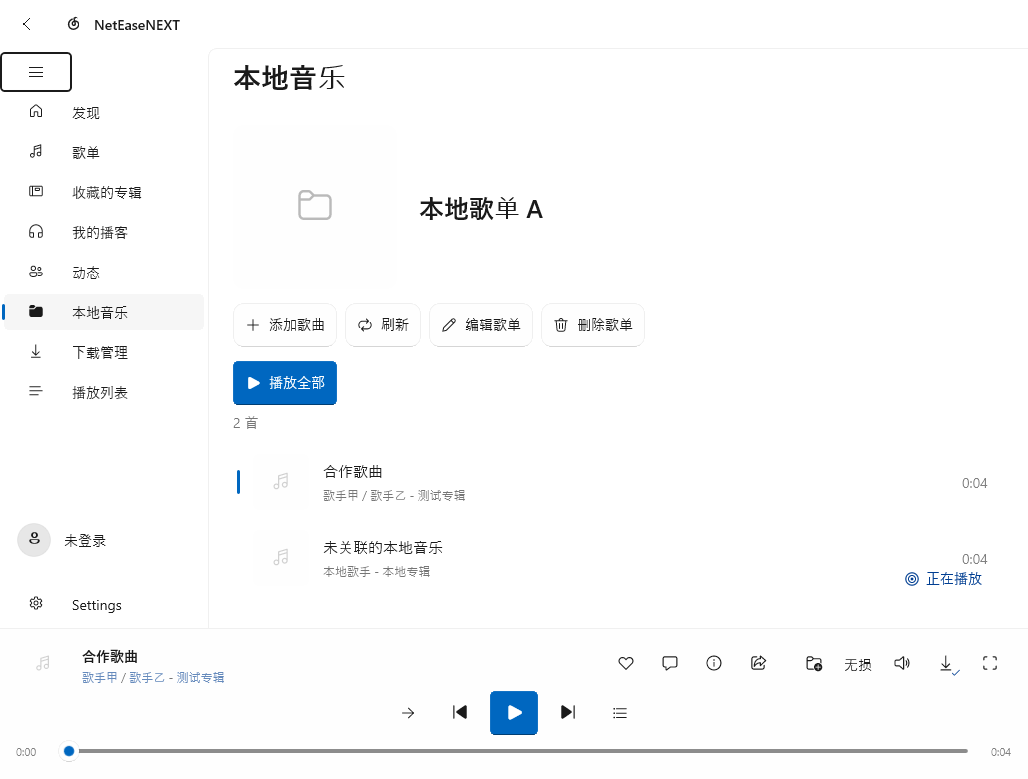 NetEaseNEXT
发现
歌单
收藏的专辑
我的播客
动态
本地音乐
下载管理
播放列表
未登录
Settings
本地音乐
本地歌单 A
添加歌曲
刷新
编辑歌单
删除歌单
播放全部
2 首
合作歌曲
歌手甲 / 歌手乙 - 测试专辑
0:04
未关联的本地音乐
本地歌手 - 本地专辑
0:04
正在播放
合作歌曲
歌手甲 / 歌手乙 - 测试专辑
无损
0:00
0:04